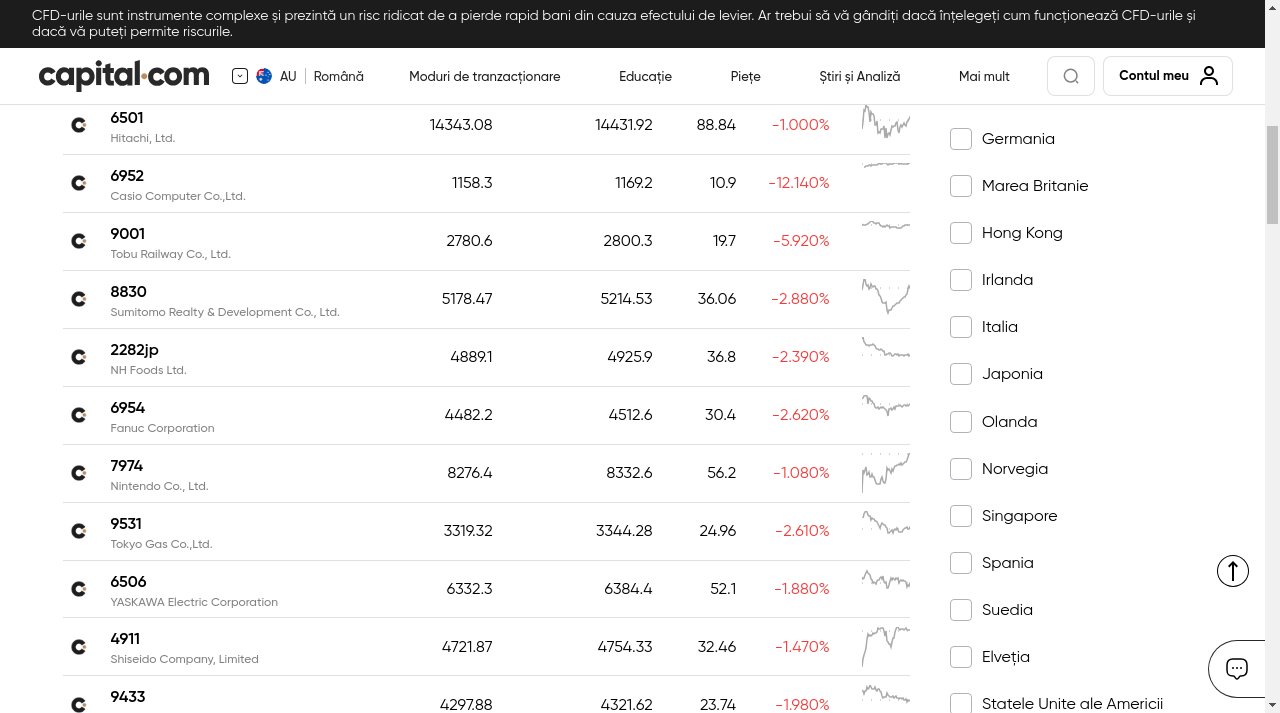 CFD-urile sunt instrumente complexe și prezintă un risc ridicat de a pierde rapid bani din cauza efectului de levier. Ar trebui să vă gândiți dacă înțelegeți cum funcționează CFD-urile și
dacă vă puteți permite riscurile.
capital.com AU Română Moduri de tranzacționare Educație Piețe Știri și Analiză Mai mult Contul meu
6501 14343.08 14431.92 88.84 -1.000%
Hitachi, Ltd.
6952 1158.3 1169.2 10.9 -12.140%
Casio Computer Co.,Ltd.
9001 2780.6 2800.3 19.7 -5.920%
Tobu Railway Co., Ltd.
8830 5178.47 5214.53 36.06 -2.880%
Sumitomo Realty & Development Co., Ltd.
2282jp 4889.1 4925.9 36.8 -2.390%
NH Foods Ltd.
6954 4482.2 4512.6 30.4 -2.620%
Fanuc Corporation
7974 8276.4 8332.6 56.2 -1.080%
Nintendo Co., Ltd.
9531 3319.32 3344.28 24.96 -2.610%
Tokyo Gas Co.,Ltd.
6506 6332.3 6384.4 52.1 -1.880%
YASKAWA Electric Corporation
4911 4721.87 4754.33 32.46 -1.470%
Shiseido Company, Limited
9433 4297.88 4321.62 23.74 -1.980%
Germania
Marea Britanie
Hong Kong
Irlanda
Italia
Japonia
Olanda
Norvegia
Singapore
Spania
Suedia
Elveția
Statele Unite ale Americii